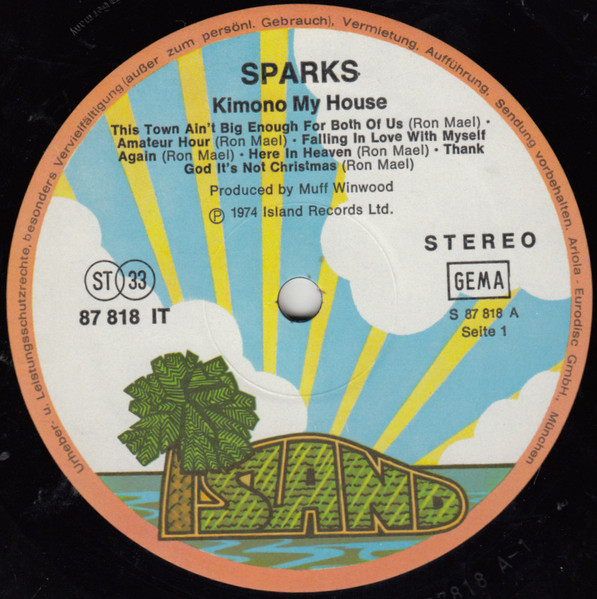 SPARKS
Kimono My House
This Town Ain't Big Enough For Both Of Us (Ron Mael) •
Amateur Hour (Ron Mael) • Falling In Love With Myself
Again (Ron Mael) • Here In Heaven (Ron Mael) • Thank
God It's Not Christmas (Ron Mael)
Produced by Muff Winwood
Ⓟ 1974 Island Records Ltd.
STEREO
ST 33
GEMA
87 818 IT
S 87 818 A
Seite 1
ISLAND
Urheber- u. Leistungsschutzrechte, besonders Vervielfältigung (außer zum persönl. Gebrauch), Vermietung, Aufführung, Sendung vorbehalten. Ariola-Eurodisc GmbH., München
7818 A-1